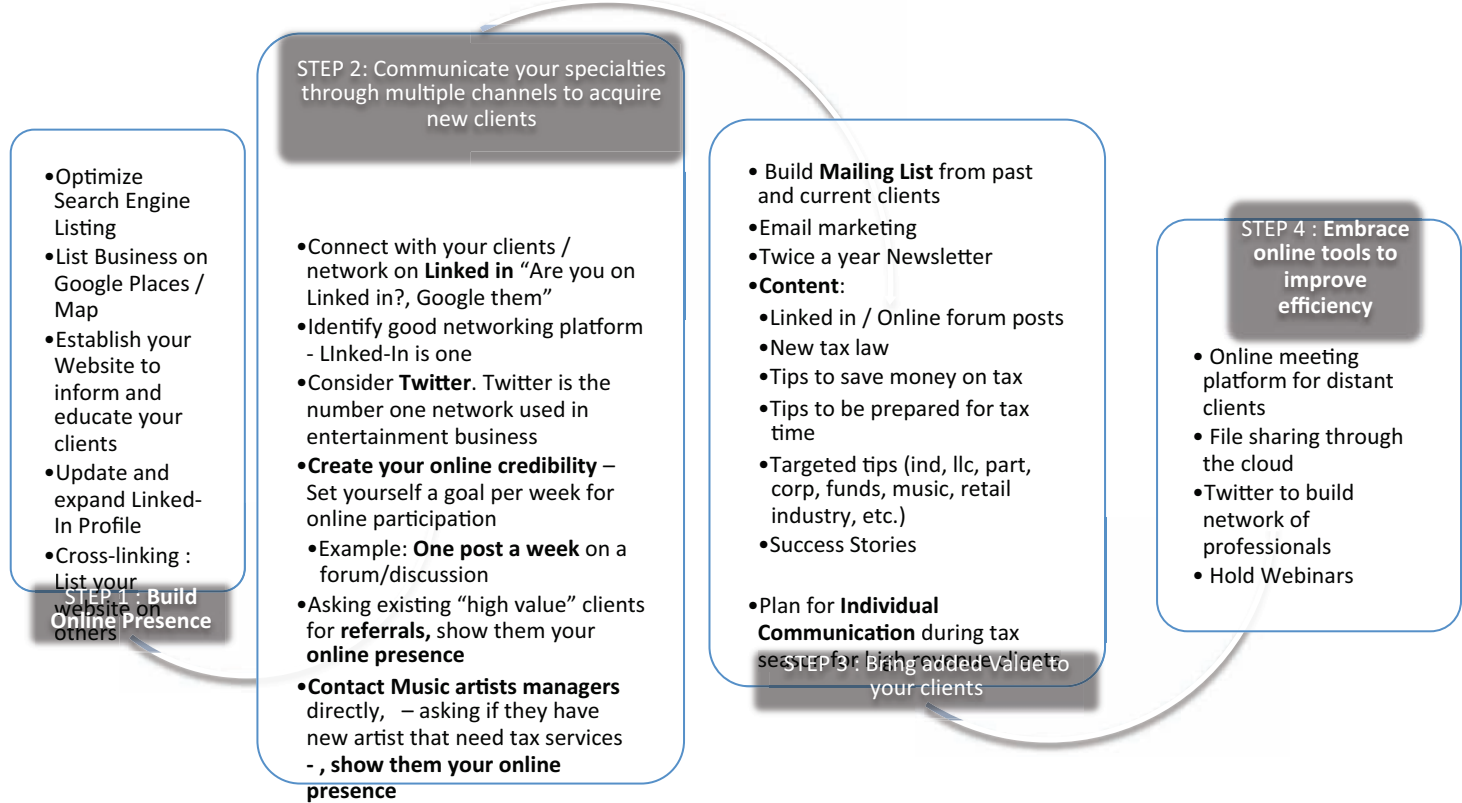 •Optimize
Search Engine
Listing
•List Business on
Google Places /
Map
•Establish your
Website to
inform and
educate your
clients
•Update and
expand Linked-
In Profile
•Cross-linking :
List your
website on
others
STEP 1 : Build
Online Presence
STEP 2: Communicate your specialties
through multiple channels to acquire
new clients
•Connect with your clients /
network on Linked in “Are you on
Linked in?, Google them”
•Identify good networking platform
- LInked-In is one
•Consider Twitter. Twitter is the
number one network used in
entertainment business
•Create your online credibility –
Set yourself a goal per week for
online participation
•Example: One post a week on a
forum/discussion
•Asking existing “high value” clients
for referrals, show them your
online presence
•Contact Music artists managers
directly, – asking if they have
new artist that need tax services
- , show them your online
presence
• Build Mailing List from past
and current clients
•Email marketing
•Twice a year Newsletter
•Content:
•Linked in / Online forum posts
•New tax law
•Tips to save money on tax
•Tips to be prepared for tax
time
•Targeted tips (ind, llc, part,
corp, funds, music, retail
industry, etc.)
•Success Stories
•Plan for Individual
Communication during tax
season for high revenue clients
STEP 3 : Bring added Value to
your clients
STEP 4 : Embrace
online tools to
improve
efficiency
• Online meeting
platform for distant
clients
• File sharing through
the cloud
•Twitter to build
network of
professionals
• Hold Webinars